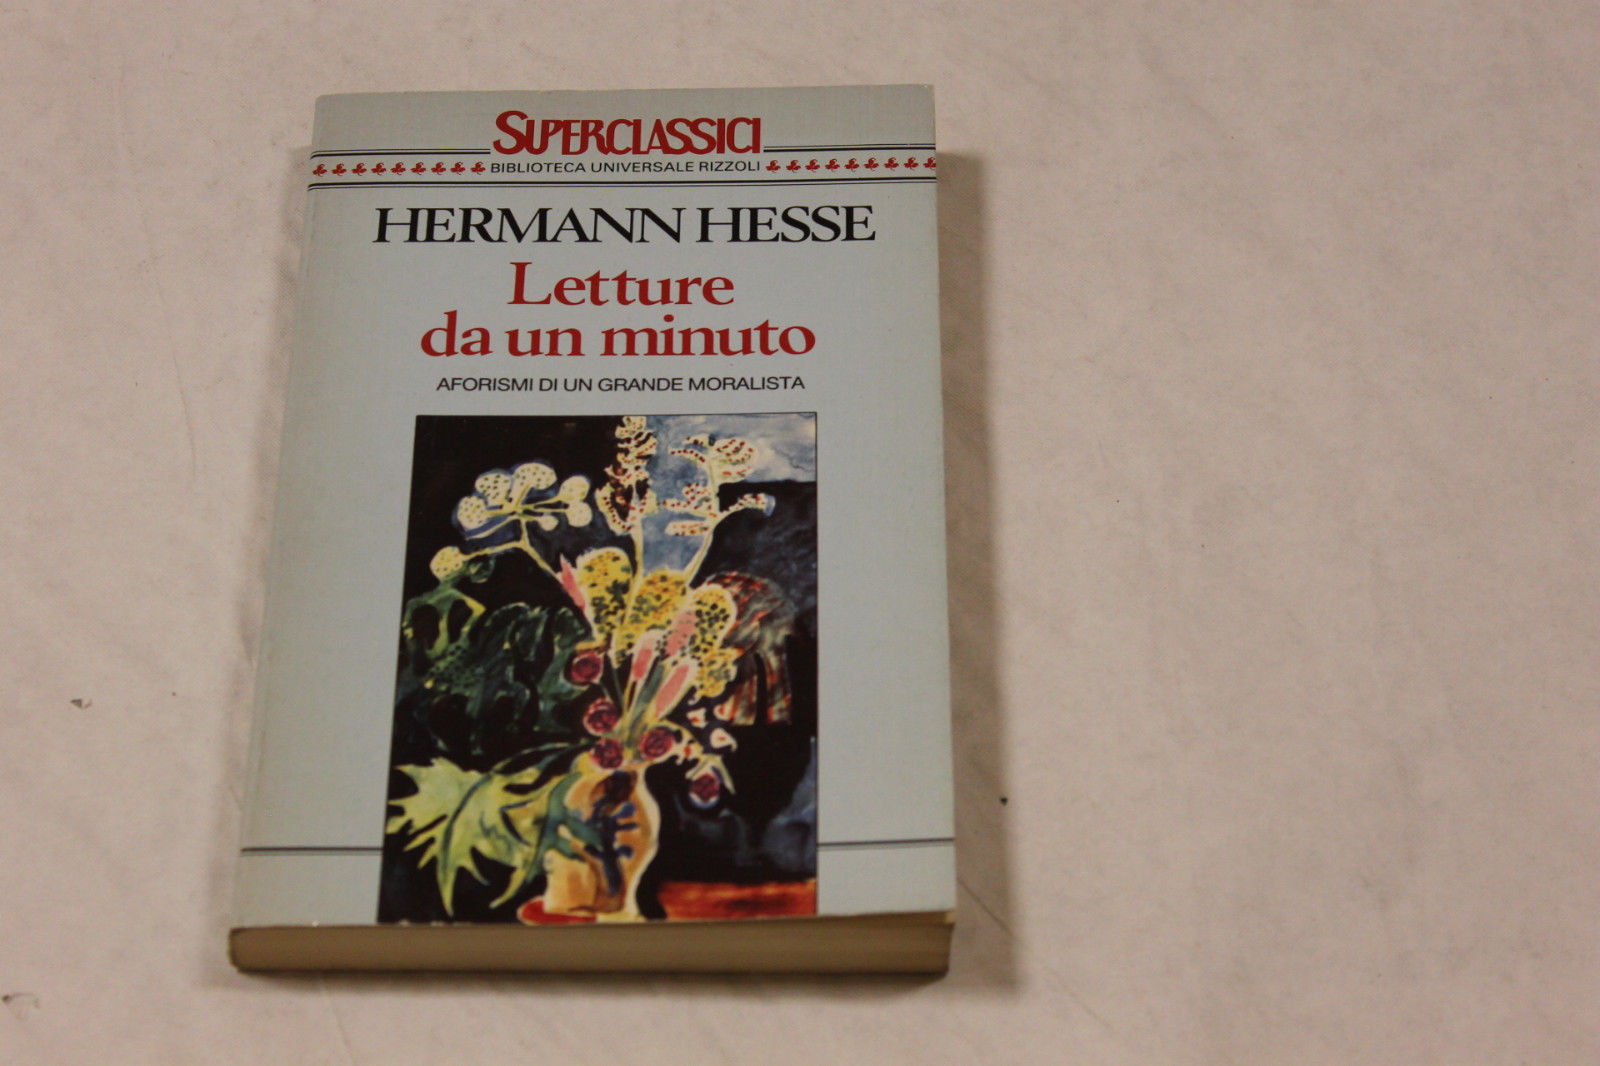 SUPERCLASSICI
BIBLIOTECA UNIVERSALE RIZZOLI
HERMANN HESSE
Letture
da un minuto
AFORISMI DI UN GRANDE MORALISTA